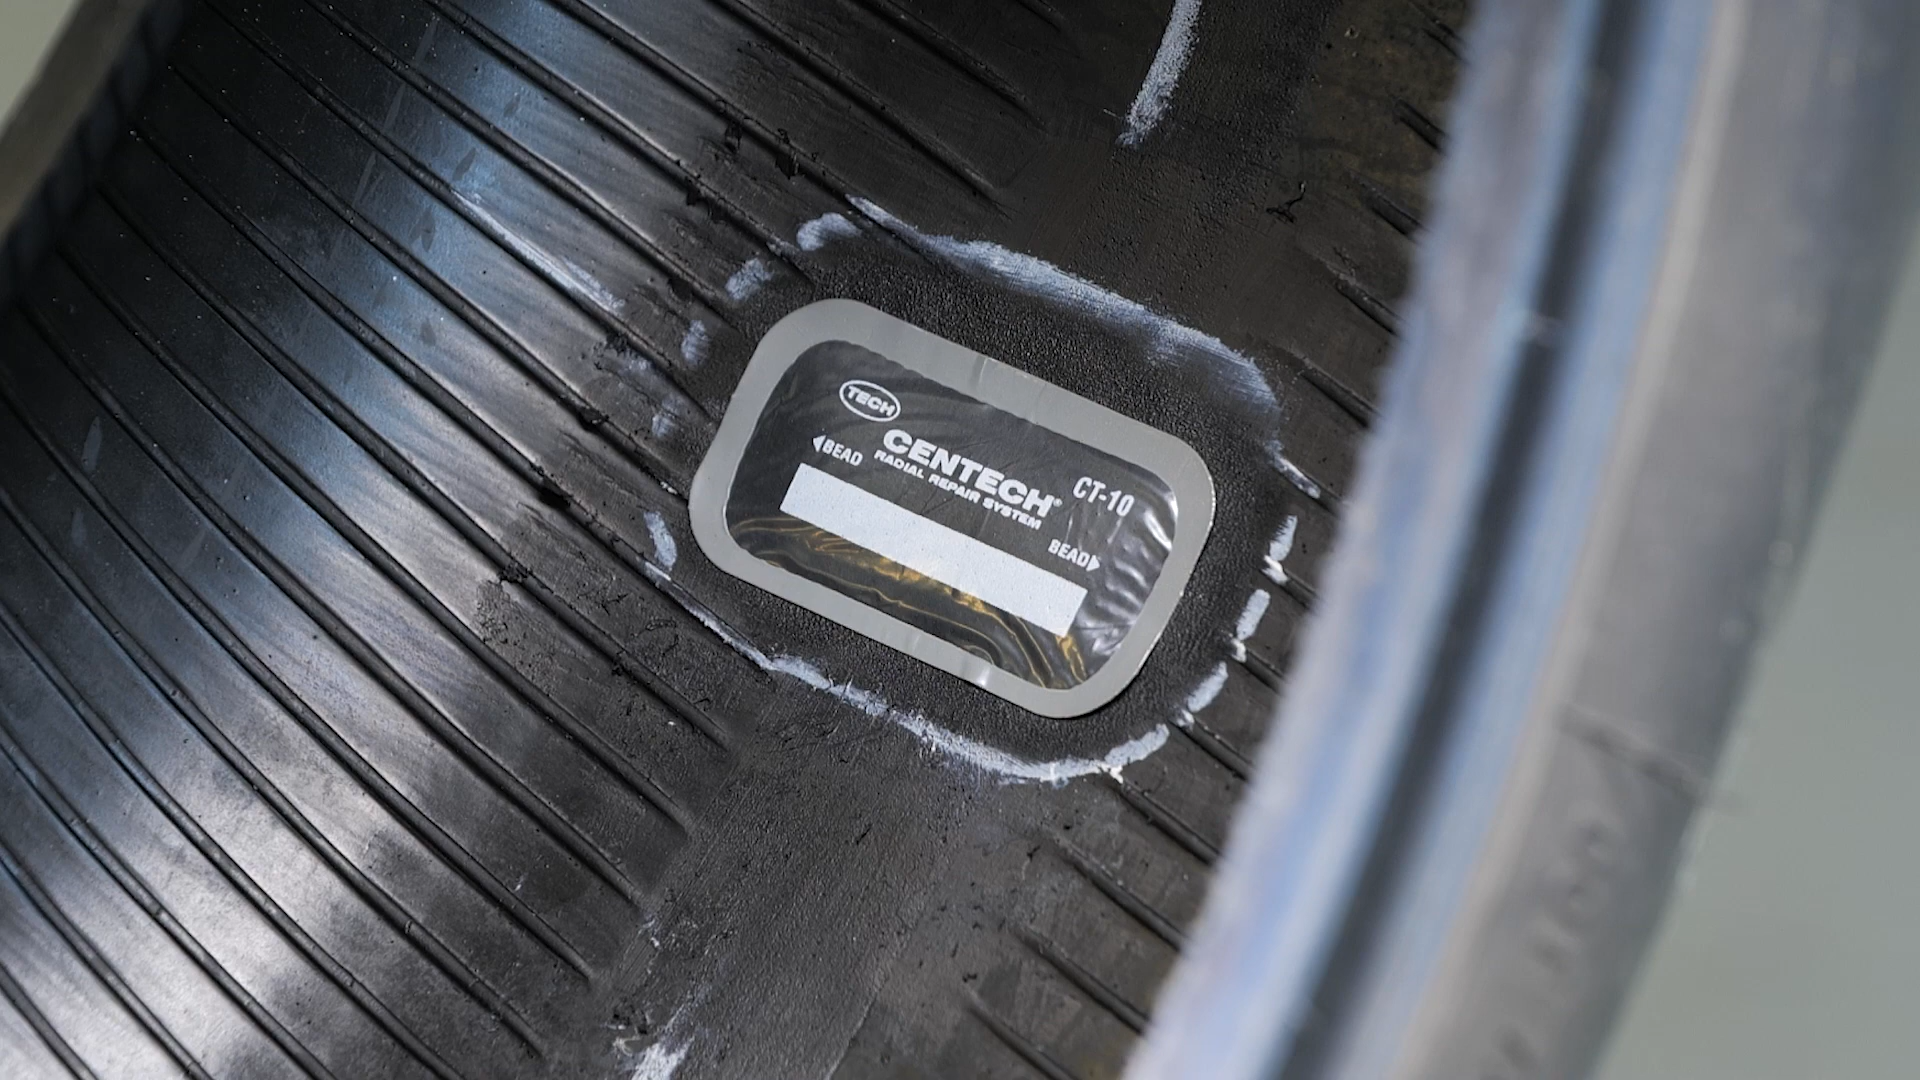 TECH
CENTECH®
RADIAL REPAIR SYSTEM
CT-10
BEAD
BEAD